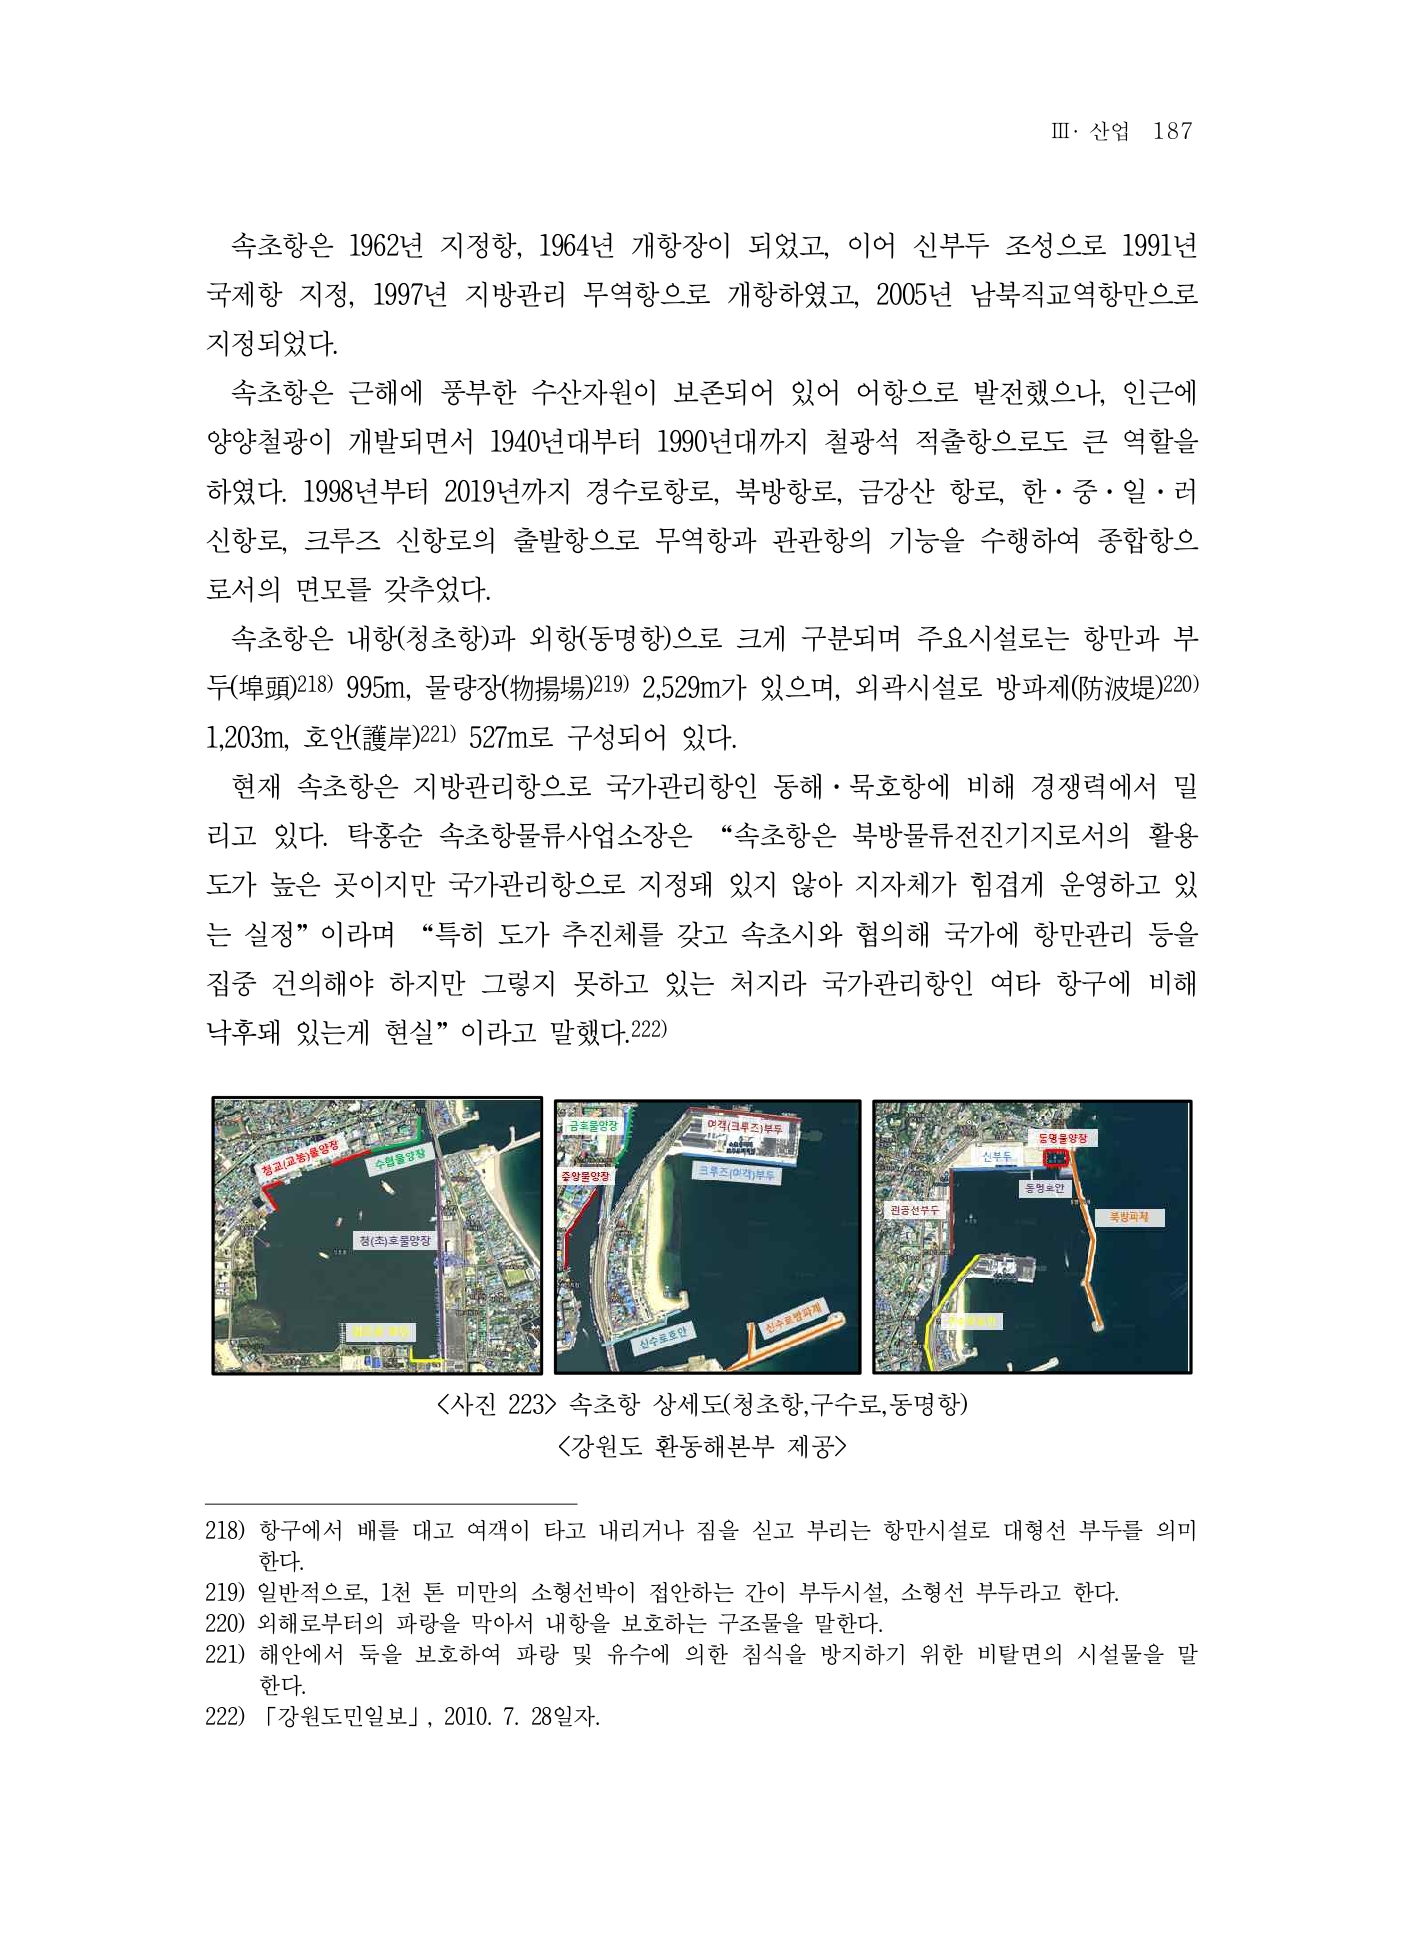 Ⅲ· 산업 187
속초항은 1962년 지정항, 1964년 개항장이 되었고, 이어 신부두 조성으로 1991년
국제항 지정, 1997년 지방관리 무역항으로 개항하였고, 2005년 남북직교역항만으로
지정되었다.
속초항은 근해에 풍부한 수산자원이 보존되어 있어 어항으로 발전했으나, 인근에
양양철광이 개발되면서 1940년대부터 1990년대까지 철광석 적출항으로도 큰 역할을
하였다. 1998년부터 2019년까지 경수로항로, 북방항로, 금강산 항로, 한·중·일·러
신항로, 크루즈 신항로의 출발항으로 무역항과 관관항의 기능을 수행하여 종합항으
로서의 면모를 갖추었다.
속초항은 내항(청초항)과 외항(동명항)으로 크게 구분되며 주요시설로는 항만과 부
두(埠頭)218) 995m, 물량장(物揚場)219) 2,529m가 있으며, 외곽시설로 방파제(防波堤)220)
1,203m, 호안(護岸)221) 527m로 구성되어 있다.
현재 속초항은 지방관리항으로 국가관리항인 동해·묵호항에 비해 경쟁력에서 밀
리고 있다. 탁홍순 속초항물류사업소장은 “속초항은 북방물류전진기지로서의 활용
도가 높은 곳이지만 국가관리항으로 지정돼 있지 않아 지자체가 힘겹게 운영하고 있
는 실정”이라며 “특히 도가 추진체를 갖고 속초시와 협의해 국가에 항만관리 등을
집중 건의해야 하지만 그렇지 못하고 있는 처지라 국가관리항인 여타 항구에 비해
낙후돼 있는게 현실”이라고 말했다.222)
청교(교동)물양장
수협물양장
청(초)호물양장
금호물양장
중앙물양장
여객(크루즈)부두
크루즈(여객)부두
신수로호안
신수로방파제
동명물양장
신부두
동명호안
관공선부두
북방파제
<사진 223> 속초항 상세도(청초항,구수로,동명항)
<강원도 환동해본부 제공>
218) 항구에서 배를 대고 여객이 타고 내리거나 짐을 싣고 부리는 항만시설로 대형선 부두를 의미
한다.
219) 일반적으로, 1천 톤 미만의 소형선박이 접안하는 간이 부두시설, 소형선 부두라고 한다.
220) 외해로부터의 파랑을 막아서 내항을 보호하는 구조물을 말한다.
221) 해안에서 둑을 보호하여 파랑 및 유수에 의한 침식을 방지하기 위한 비탈면의 시설물을 말
한다.
222) 「강원도민일보」, 2010. 7. 28일자.